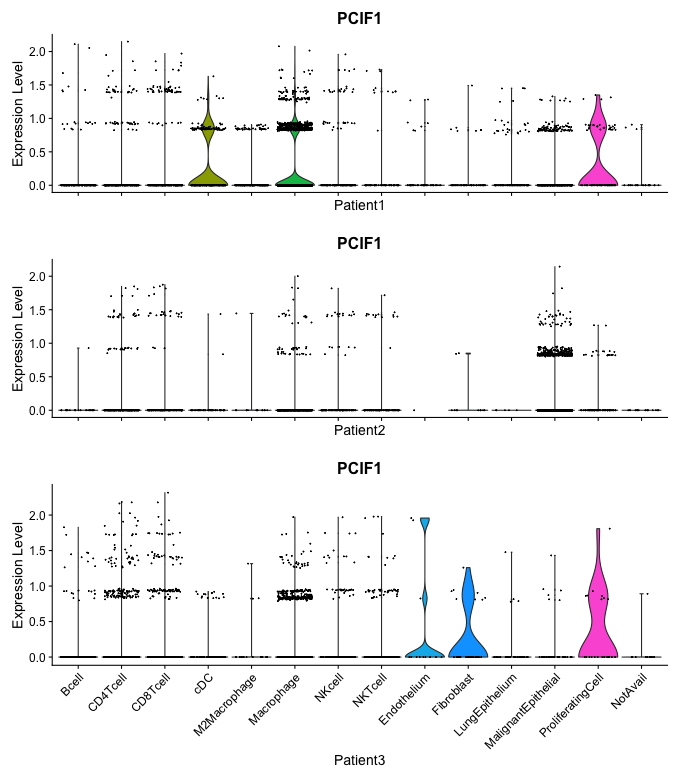 PCIF1
Expression Level
2.0
1.5
1.0
0.5
0.0
Patient1
PCIF1
Expression Level
2.0
1.5
1.0
0.5
0.0
Patient2
PCIF1
Expression Level
2.0
1.5
1.0
0.5
0.0
Bcell
CD4Tcell
CD8Tcell
cDC
M2Macrophage
Macrophage
NKcell
NKTcell
Endothelium
Fibroblast
LungEpithelium
MalignantEpithelial
ProliferatingCell
NotAvail
Patient3